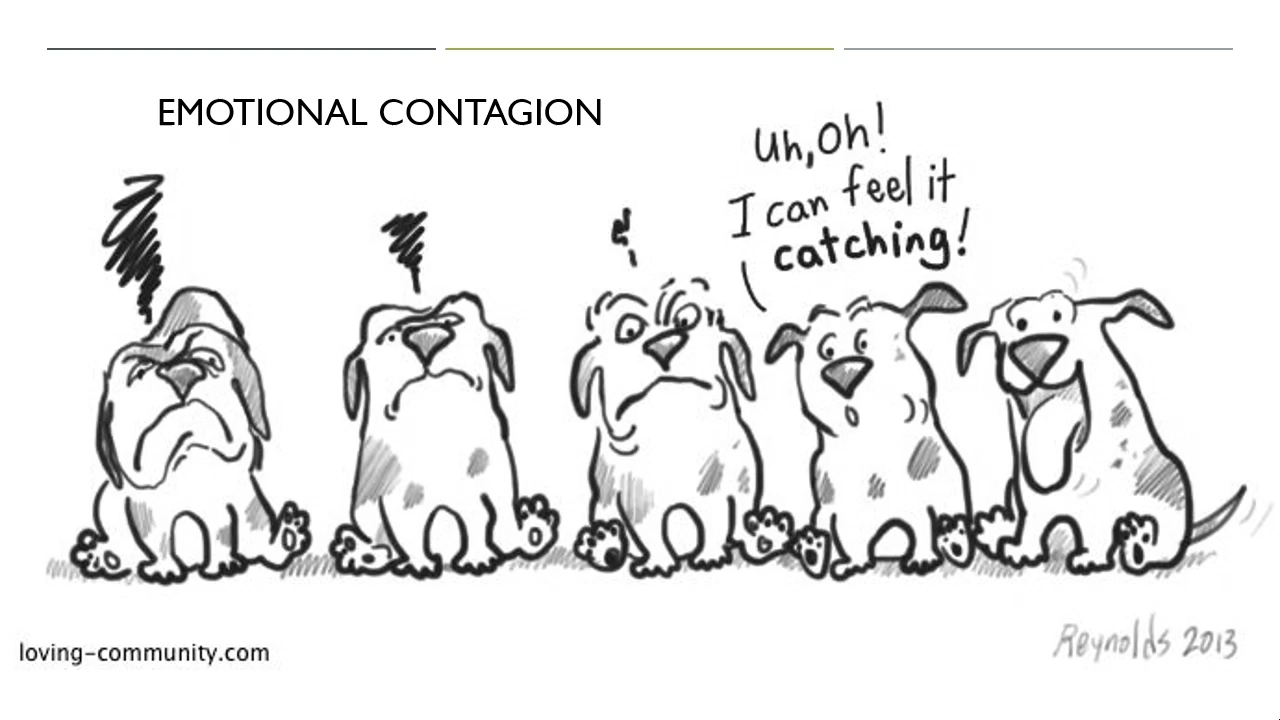 EMOTIONAL CONTAGION
Uh, Oh!
I can feel it
catching!
loving-community.com
Reynolds 2013